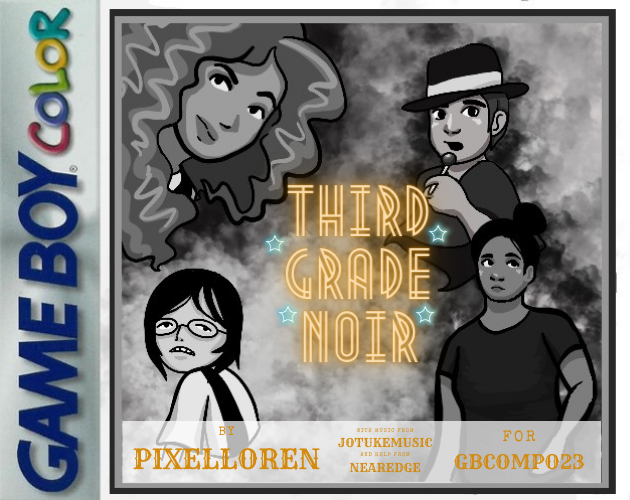 GAME BOY COLOR
THIRD
GRADE
NOIR
BY
PIXELLOREN
WITH MUSIC FROM
JOTUKEMUSIC
AND HELP FROM
NEAREDGE
FOR
GBCOMPO23